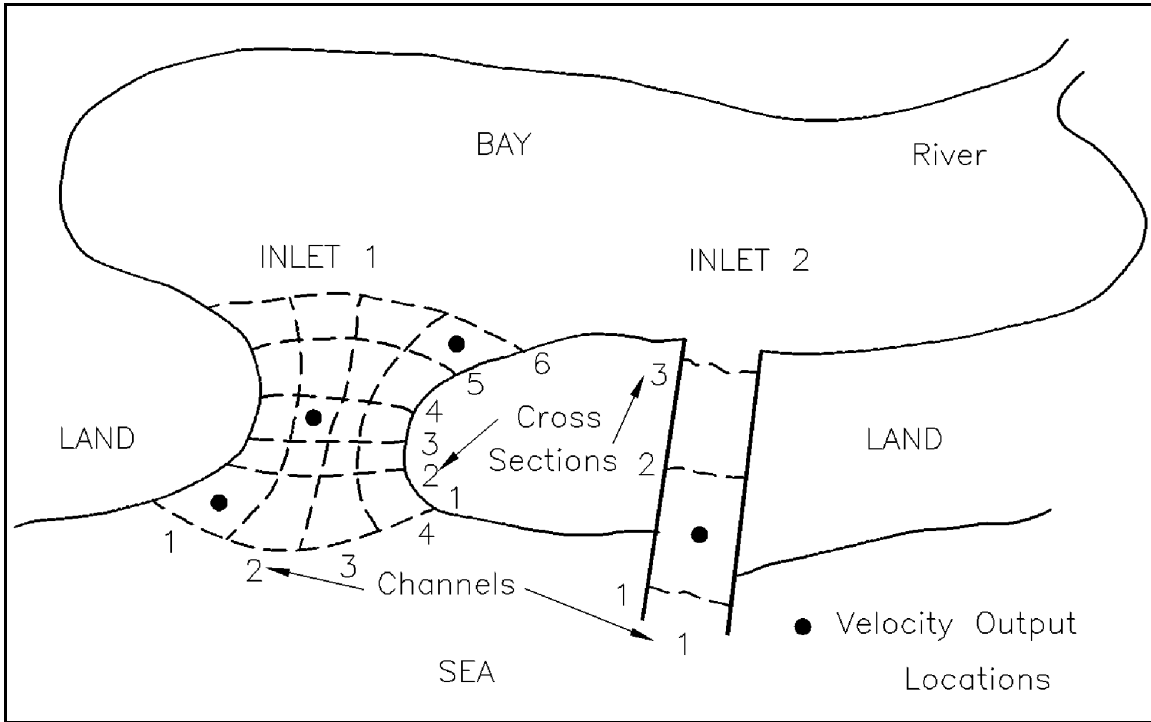 BAY
River
INLET 1
INLET 2
6
5
3
4
Cross
LAND
LAND
3
Sections
2
2
1
1
4
2
3
Channels
1
1
Velocity Output
SEA
Locations